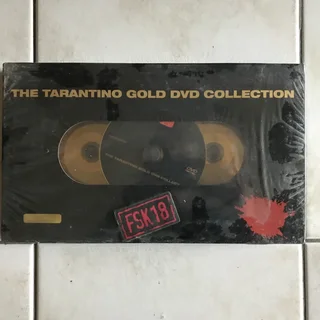 THE TARANTINO GOLD DVD COLLECTION
FSK18